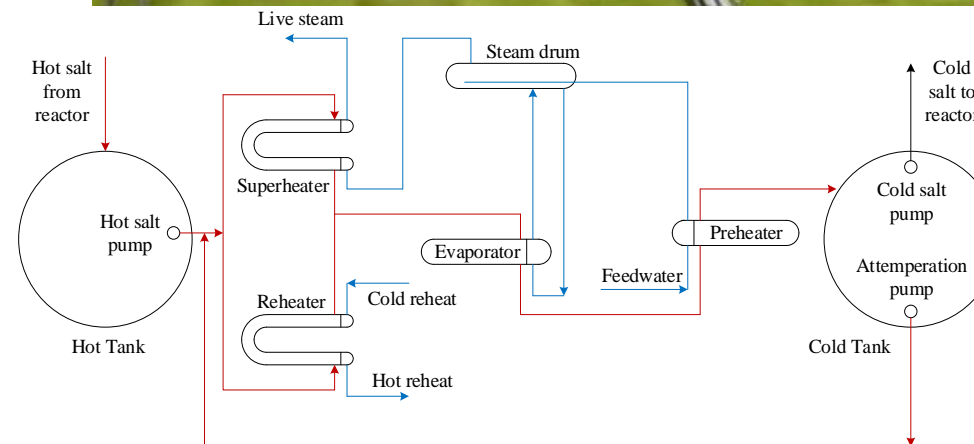 Live steam
Steam drum
Hot salt
from
reactor
Cold
salt to
reactor
Superheater
Cold salt
pump
Hot salt
pump
Evaporator
Preheater
Attemperation
pump
Feedwater
Reheater
Cold reheat
Hot Tank
Cold Tank
Hot reheat